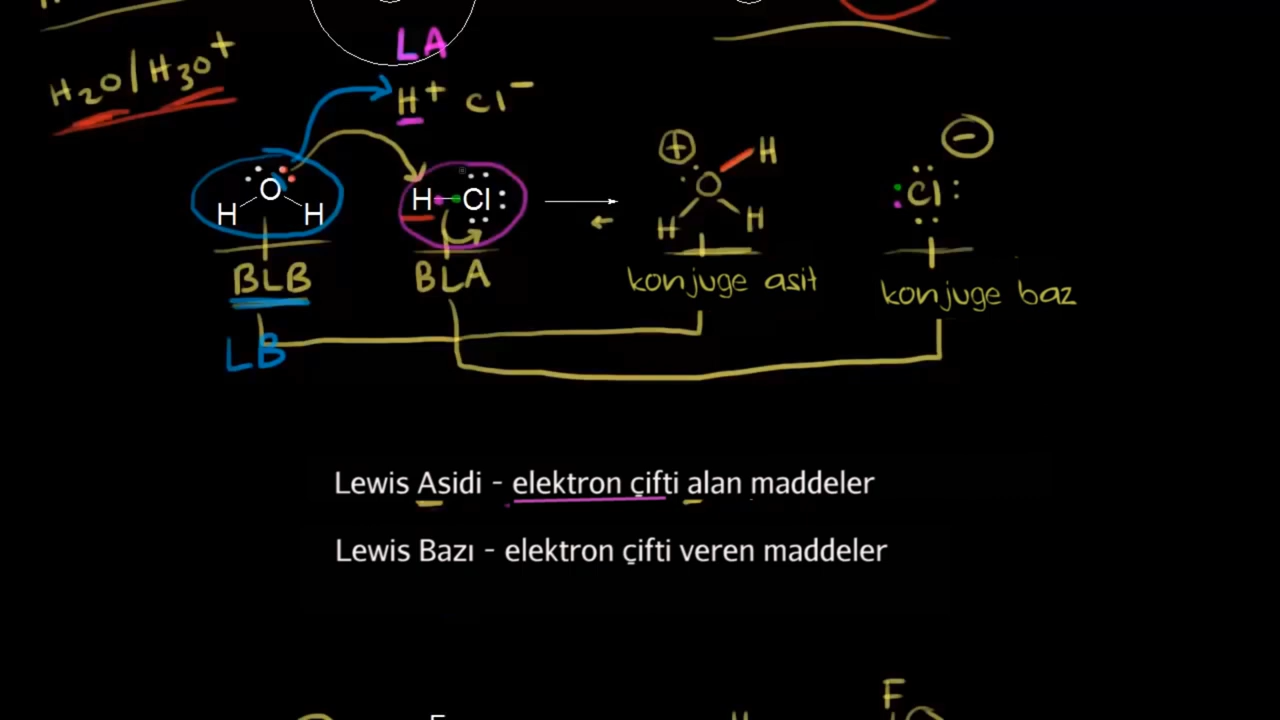 LA
H₂O/H₃O⁺
H⁺ Cl⁻
H O H
H Cl
+ O H H H
Cl −
BLB
BLA
konjuge asit
konjuge baz
LB
Lewis Asidi - elektron çifti alan maddeler
Lewis Bazı - elektron çifti veren maddeler
F